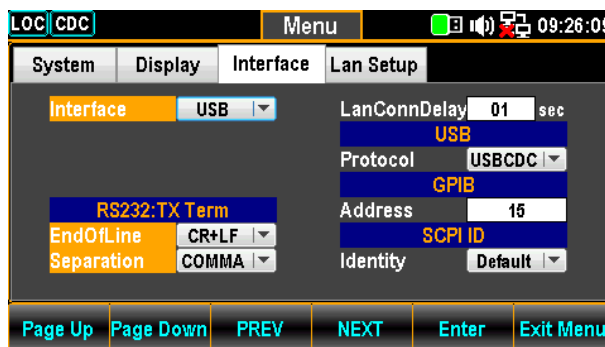 LOC CDC Menu 09:26:09
System Display Interface Lan Setup
Interface USB
LanConnDelay 01 sec
USB
Protocol USBCDC
GPIB
RS232:TX Term
Address 15
EndOfLine CR+LF
SCPI ID
Separation COMMA
Identity Default
Page Up Page Down PREV NEXT Enter Exit Menu